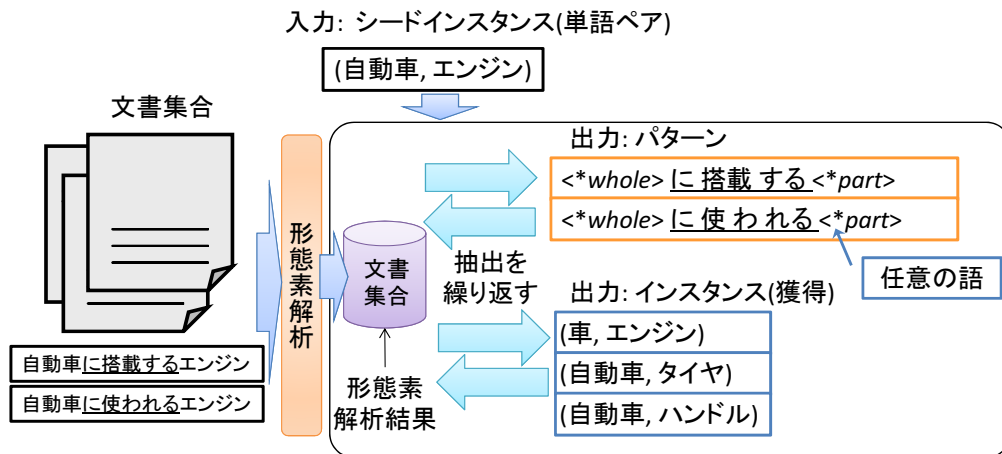 入力: シードインスタンス(単語ペア)
(自動車, エンジン)
文書集合
自動車に搭載するエンジン
自動車に使われるエンジン
形態素解析
文書
集合
形態素
解析結果
抽出を
繰り返す
出力: パターン
<*whole> に 搭載 する <*part>
<*whole> に 使 わ れる <*part>
任意の語
出力: インスタンス(獲得)
(車, エンジン)
(自動車, タイヤ)
(自動車, ハンドル)